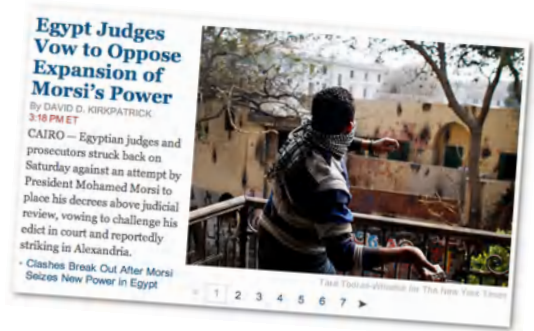 Egypt Judges
Vow to Oppose
Expansion of
Morsi's Power
By DAVID D. KIRKPATRICK
3:18 PM ET
CAIRO — Egyptian judges and
prosecutors struck back on
Saturday against an attempt by
President Mohamed Morsi to
place his decrees above judicial
review, vowing to challenge his
edict in court and reportedly
striking in Alexandria.
• Clashes Break Out After Morsi
Seizes New Power in Egypt
for The New York Times
1 2 3 4 5 6 7